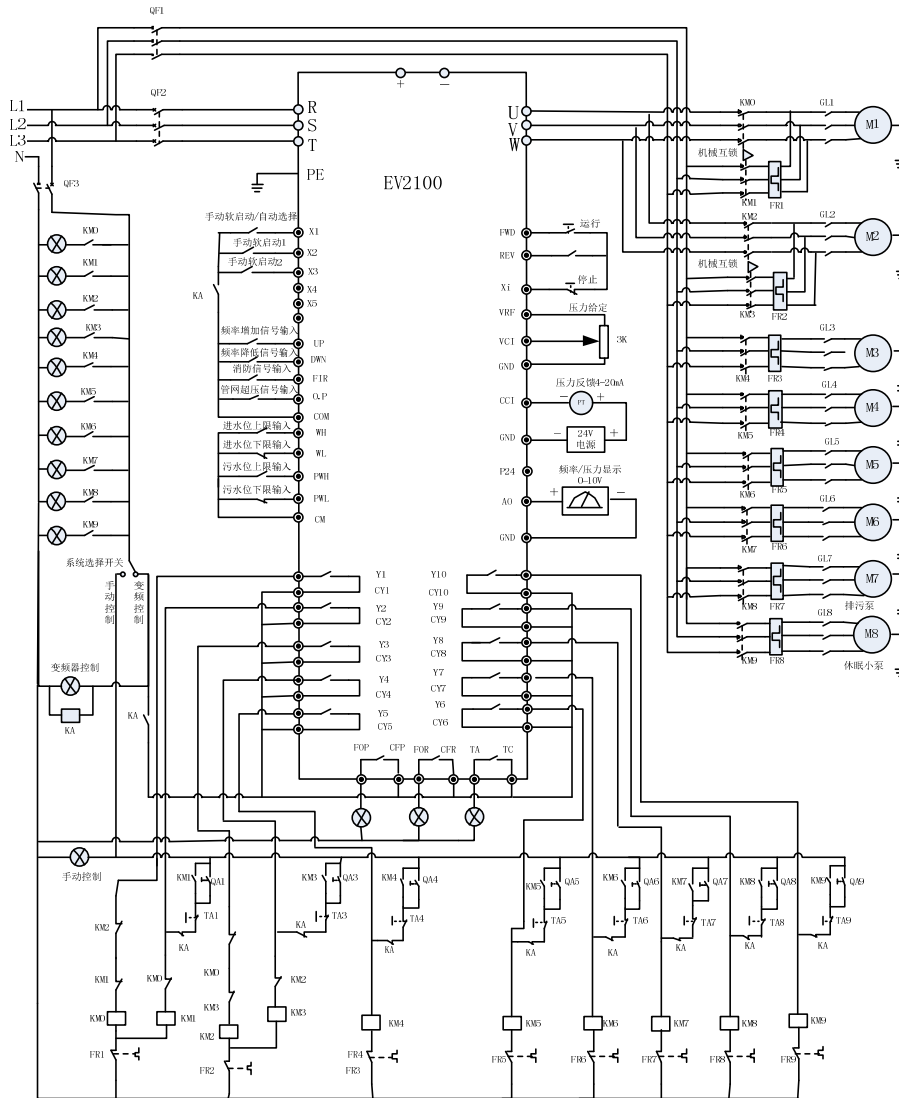 QF1
+
-
L1
L2
L3
N
QF2
R
S
T
PE
EV2100
U
V
W
KM0
GL1
M1
机械互锁
KM1
FR1
QF3
KM2
GL2
M2
机械互锁
KM3
FR2
KM0
KM1
KM2
KM3
KM4
KM5
KM6
KM7
KM8
KM9
手动软启动/自动选择
X1
手动软启动1
X2
手动软启动2
X3
X4
X5
KA
频率增加信号输入
UP
频率降低信号输入
DWN
消防信号输入
FIR
管网超压信号输入
O.P
COM
进水位上限输入
WH
进水位下限输入
WL
污水位上限输入
PWH
污水位下限输入
PWL
CM
FWD
运行
REV
Xi
停止
VRF
压力给定
VCI
3K
GND
压力反馈4-20mA
CCI
-
PT
+
GND
-
24V
电源
+
P24
频率/压力显示
0-10V
AO
+
-
GND
GL3
M3
KM4
FR3
GL4
M4
KM5
FR4
GL5
M5
KM6
FR5
GL6
M6
KM7
FR6
GL7
M7
KM8
FR7
排污泵
GL8
M8
KM9
FR8
休眠小泵
系统选择开关
手动控制
变频控制
变频器控制
KA
KA
Y1
CY1
Y2
CY2
Y3
CY3
Y4
CY4
Y5
CY5
Y10
CY10
Y9
CY9
Y8
CY8
Y7
CY7
Y6
CY6
FOP
CFP
FOR
CFR
TA
TC
手动控制
KM1
QA1
TA1
KA
KM3
QA3
TA3
KA
KM4
QA4
TA4
KA
KM5
QA5
TA5
KA
KM6
QA6
TA6
KA
KM7
QA7
TA7
KA
KM8
QA8
TA8
KA
KM9
QA9
TA9
KA
KM2
KM1
KM0
KM0
KM3
KM2
KM0
KM1
KM2
KM3
KM4
KM5
KM6
KM7
KM8
KM9
FR1
FR2
FR4
FR3
FR5
FR6
FR7
FR8
FR9